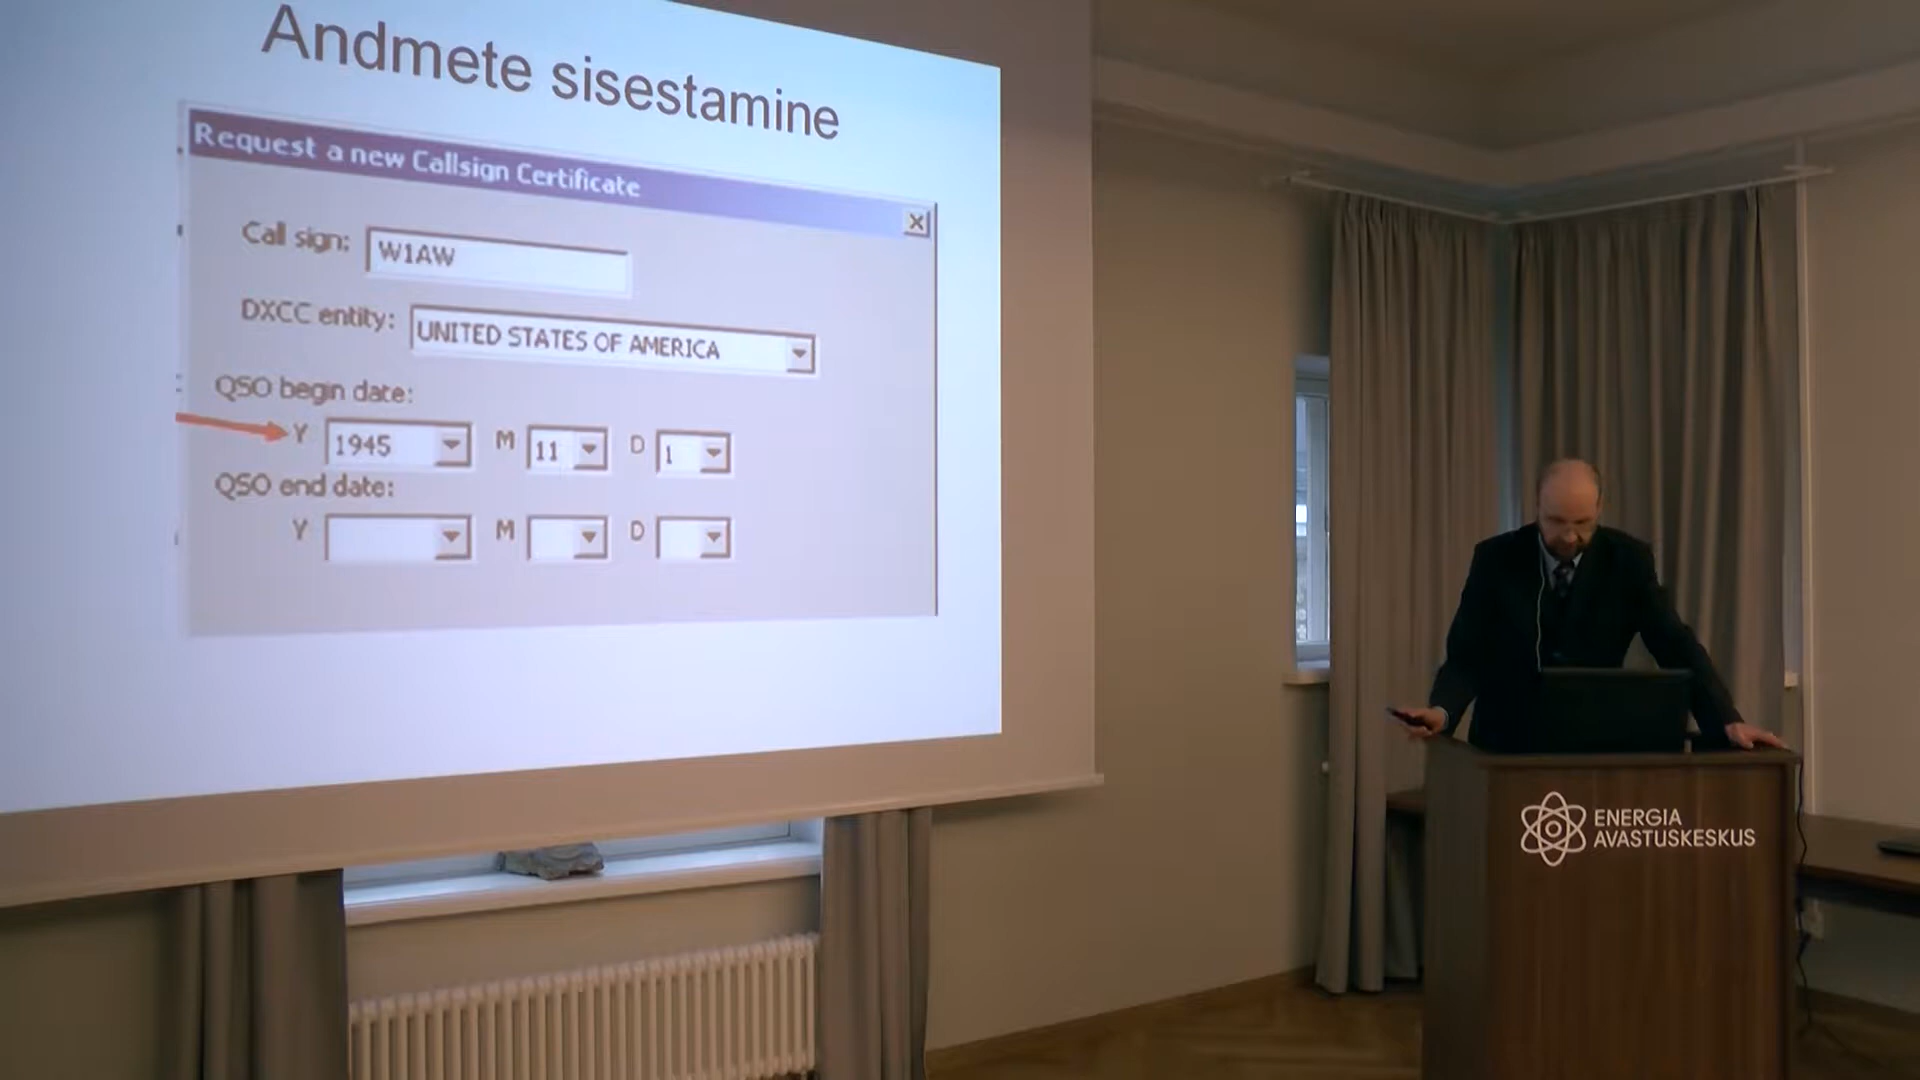 Andmete sisestamine
Request a new Callsign Certificate
Call sign: W1AW
DXCC entity: UNITED STATES OF AMERICA
QSO begin date:
Y 1945 M 11 D 1
QSO end date:
Y M D
ENERGIA
AVASTUSKESKUS